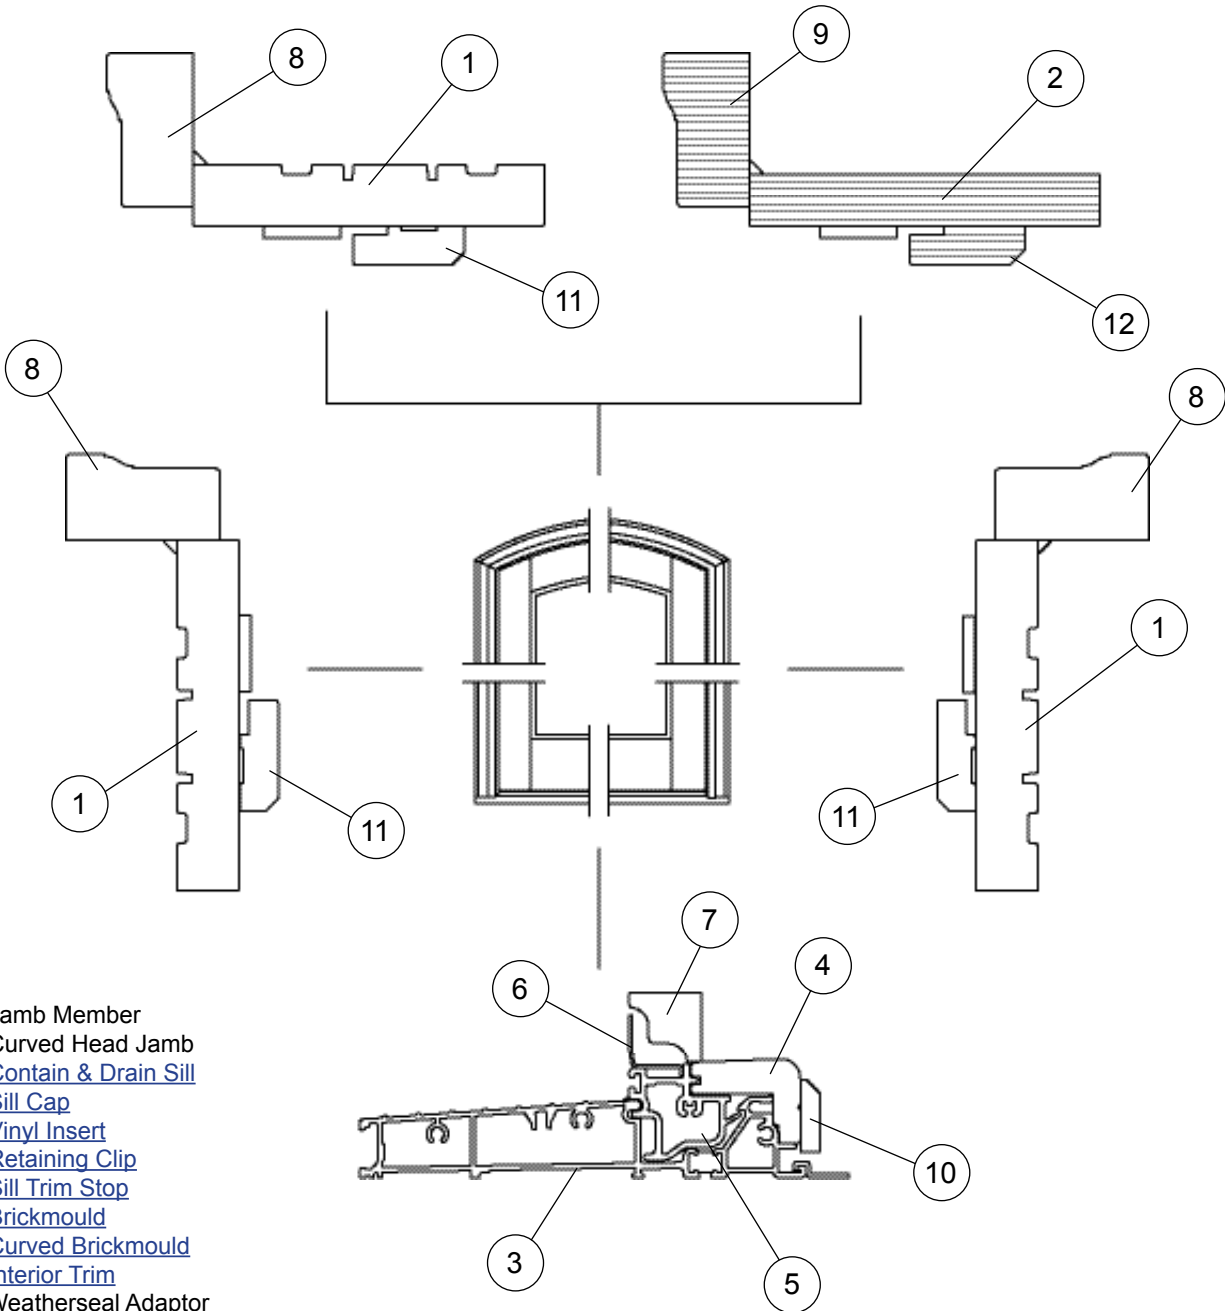 9
8
1
2
11
12
8
8
1
1
11
11
7
4
6
10
3
5
Jamb Member
Curved Head Jamb
Contain & Drain Sill
Sill Cap
Vinyl Insert
Retaining Clip
Sill Trim Stop
Brickmould
Curved Brickmould
Interior Trim
Weatherseal Adaptor